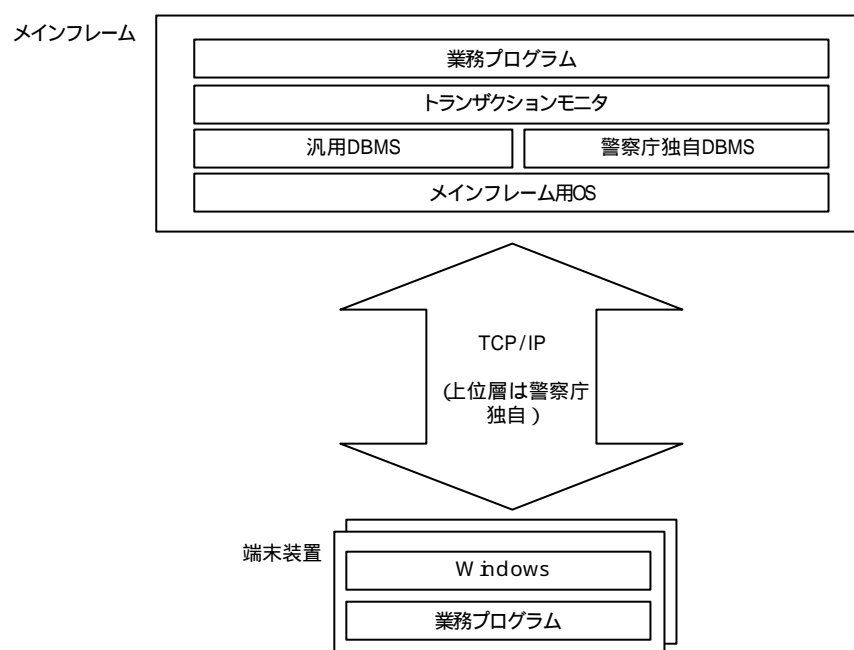 メインフレーム
業務プログラム
トランザクションモニタ
汎用DBMS
警察庁独自DBMS
メインフレーム用OS
TCP/IP
(上位層は警察庁
独自)
端末装置
Windows
業務プログラム